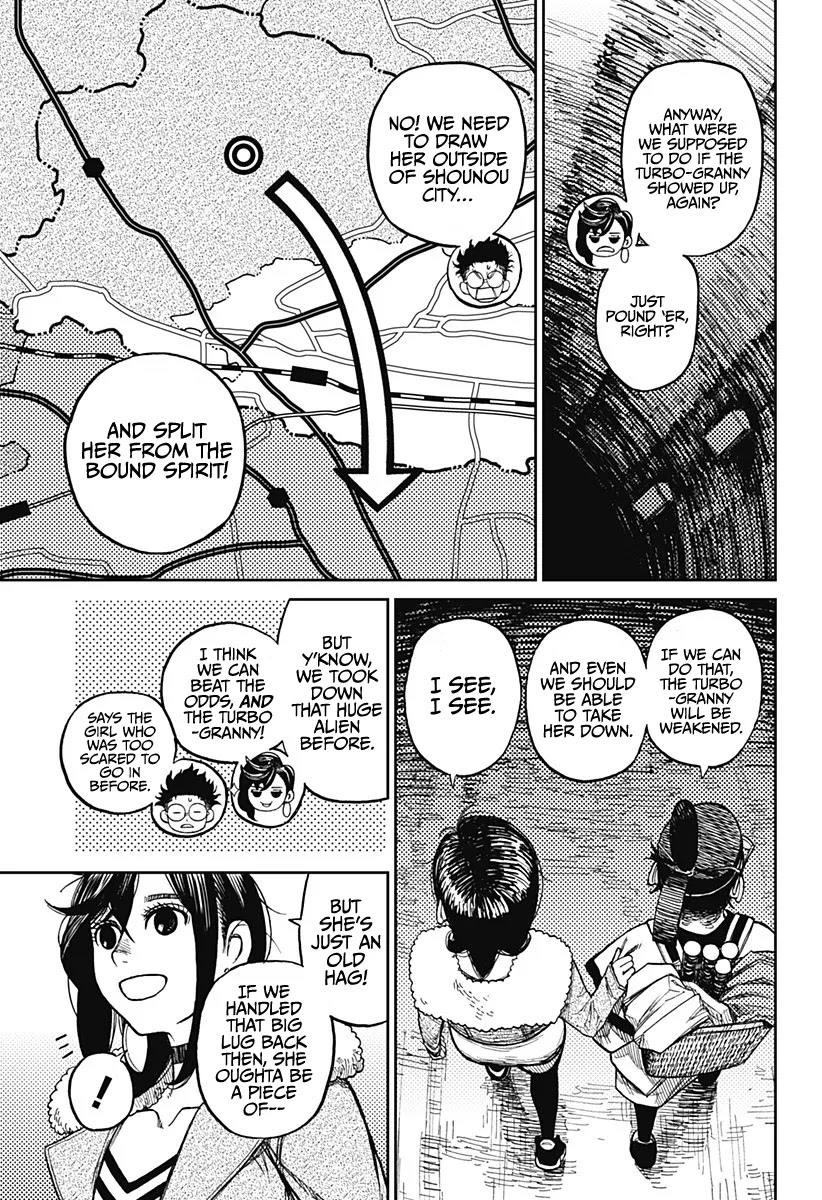 ANYWAY,
WHAT WERE
WE SUPPOSED
TO DO IF THE
TURBO-GRANNY
SHOWED UP,
AGAIN?
JUST
POUND 'ER,
RIGHT?
NO! WE NEED
TO DRAW
HER OUTSIDE
OF SHOUNOU
CITY...
AND SPLIT
HER FROM THE
BOUND SPIRIT!
IF WE CAN
DO THAT,
THE TURBO
-GRANNY
WILL BE
WEAKENED.
AND EVEN
WE SHOULD
BE ABLE
TO TAKE
HER DOWN.
I SEE,
I SEE.
BUT
Y'KNOW,
WE TOOK
DOWN
THAT HUGE
ALIEN
BEFORE.
I THINK
WE CAN
BEAT THE
ODDS, AND
THE TURBO
-GRANNY!
SAYS THE
GIRL WHO
WAS TOO
SCARED TO
GO IN
BEFORE.
BUT
SHE'S
JUST AN
OLD
HAG!
IF WE
HANDLED
THAT BIG
LUG BACK
THEN, SHE
OUGHTA BE
A PIECE
OF--
!